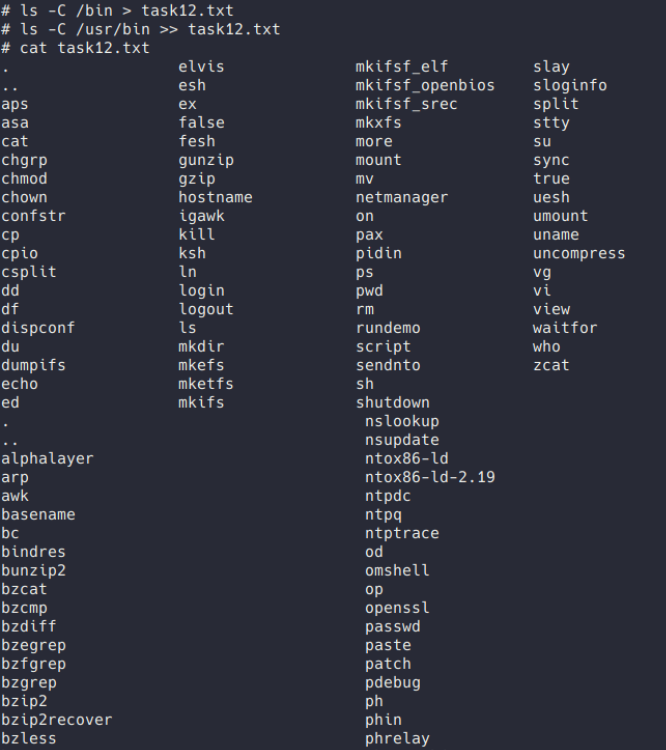 # ls -C /bin > task12.txt
# ls -C /usr/bin >> task12.txt
# cat task12.txt
. elvis mkifsf_elf slay
.. esh mkifsf_openbios sloginfo
aps ex mkifsf_srec split
asa false mkxfs stty
cat fesh more su
chgrp gunzip mount sync
chmod gzip mv true
chown hostname netmanager uesh
confstr igawk on umount
cp kill pax uname
cpio ksh pidin uncompress
csplit ln ps vg
dd login pwd vi
df logout rm view
dispconf ls rundemo waitfor
du mkdir script who
dumpifs mkefs sendnto zcat
echo mketfs sh
ed mkifs shutdown
. nslookup
.. nsupdate
alphalayer ntox86-ld
arp ntox86-ld-2.19
awk ntpdc
basename ntpq
bc ntptrace
bindres od
bunzip2 omshell
bzcat op
bzcmp openssl
bzdiff passwd
bzegrep paste
bzfgrep patch
bzgrep pdebug
bzip2 ph
bzip2recover phin
bzless phrelay